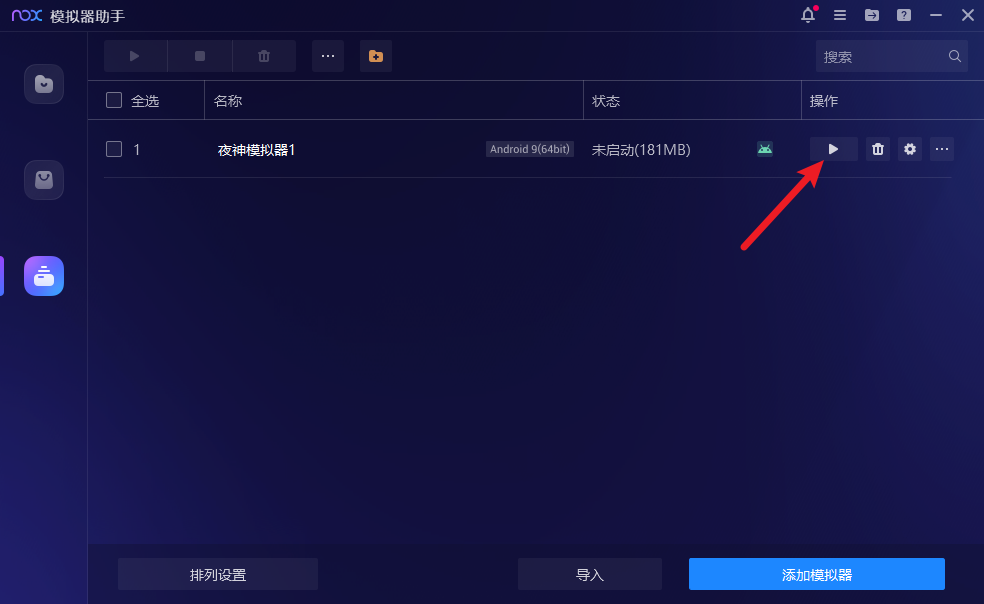 nox 模拟器助手
搜索
全选 名称 状态 操作
1 夜神模拟器1 Android 9(64bit) 未启动(181MB)
排列设置 导入 添加模拟器